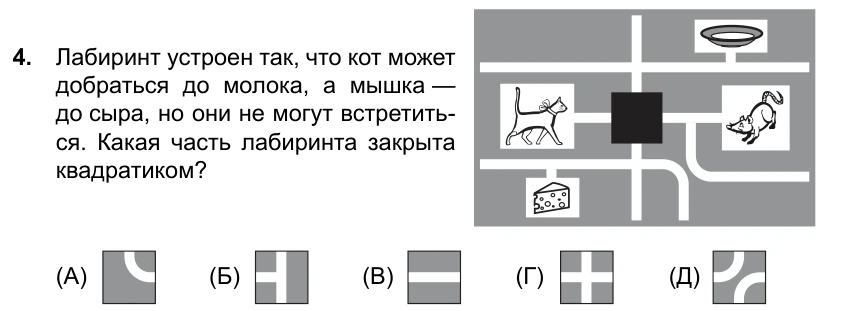 4. Лабиринт устроен так, что кот может
добраться до молока, а мышка —
до сыра, но они не могут встретить-
ся. Какая часть лабиринта закрыта
квадратиком?
(А) (Б) (В) (Г) (Д)